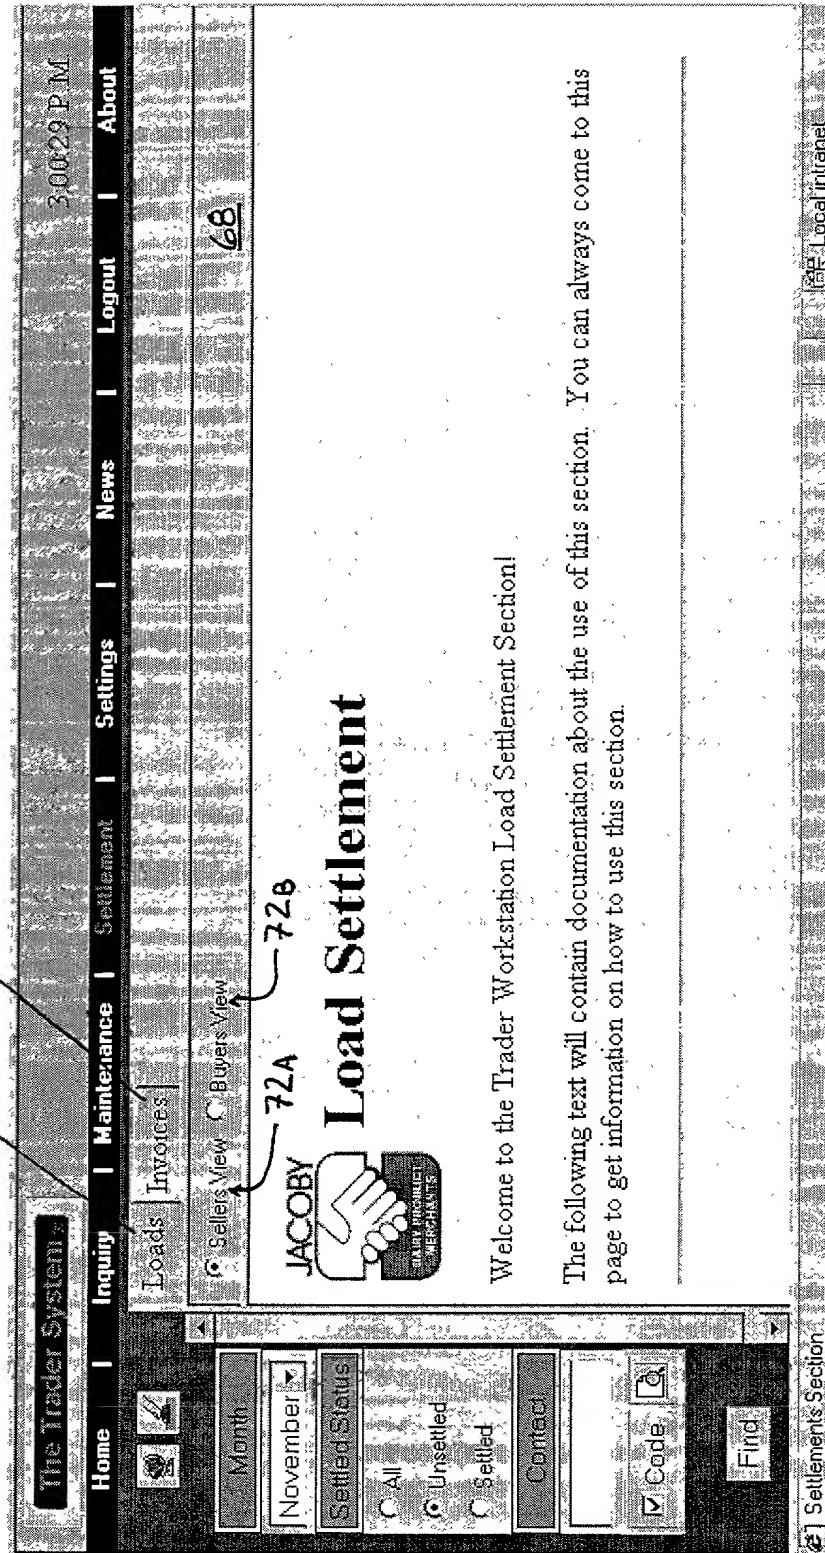 The Trader System
3:00:29 P.M.
Home | Inquiry | Maintenance | Settlement | Settings | News | Logout | About
Loads Invoices
Sellers View Buyers View
68
72A
72B
Month
November
Settled Status
All
Unsettled
Settled
Contact
Code
Find
JACOBY
DAIRY PRODUCT
MERCHANTS
Load Settlement
Welcome to the Trader Workstation Load Settlement Section!
The following text will contain documentation about the use of this section. You can always come to this
page to get information on how to use this section.
Settlements Section
Local intranet